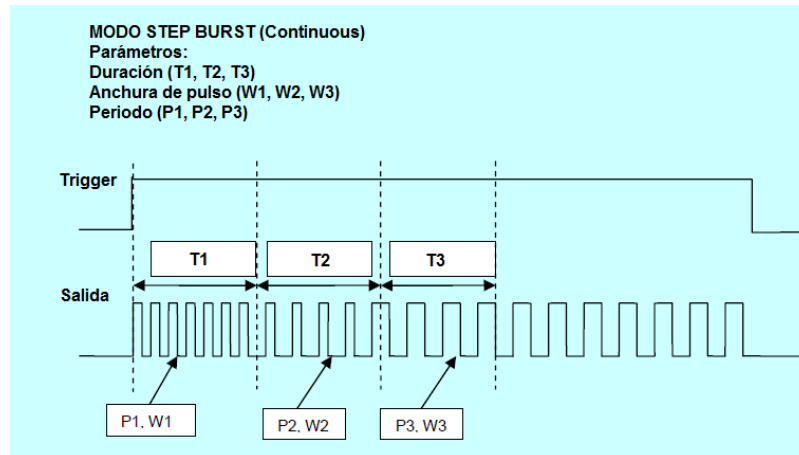 MODO STEP BURST (Continuous)
Parámetros:
Duración (T1, T2, T3)
Anchura de pulso (W1, W2, W3)
Periodo (P1, P2, P3)
Trigger
T1
T2
T3
Salida
P1, W1
P2, W2
P3, W3